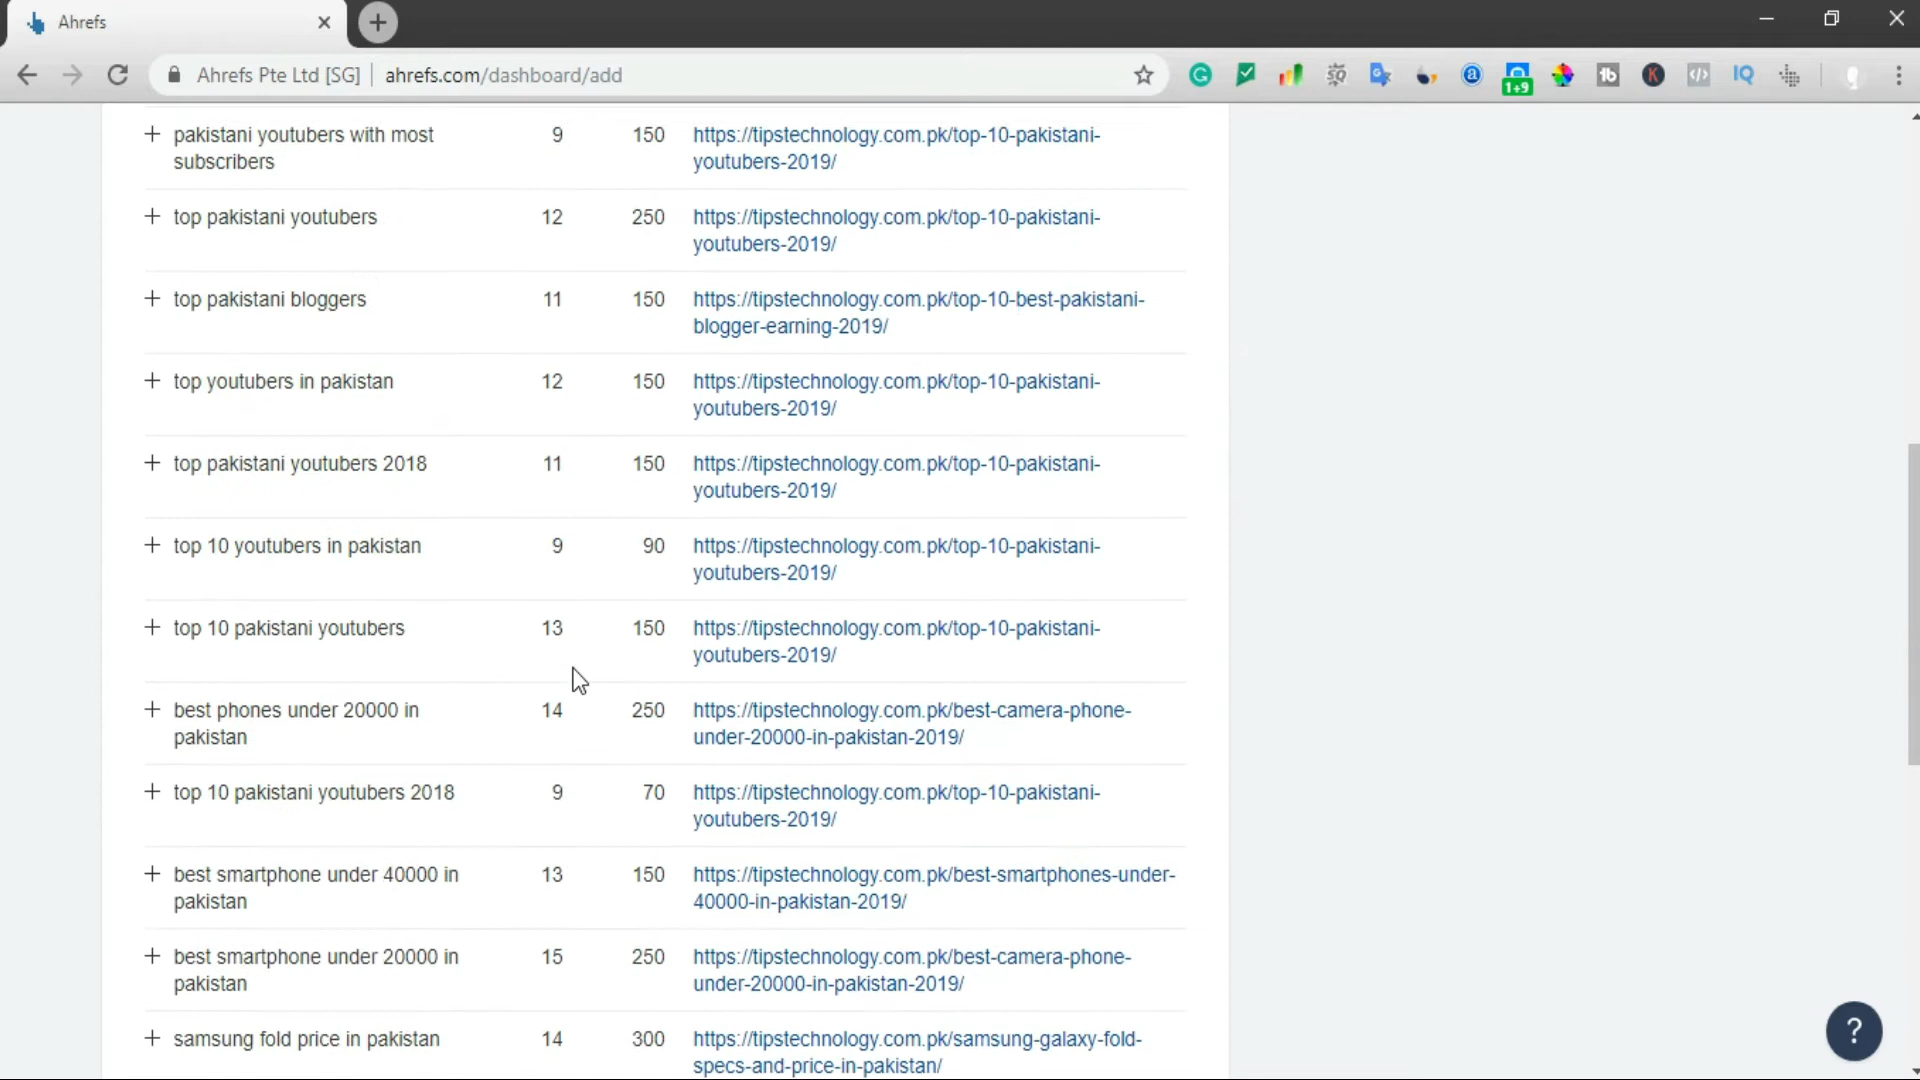 Ahrefs
Ahrefs Pte Ltd [SG] ahrefs.com/dashboard/add
1+9
pakistani youtubers with most 9 150 https://tipstechnology.com.pk/top-10-pakistani-
subscribers youtubers-2019/
top pakistani youtubers 12 250 https://tipstechnology.com.pk/top-10-pakistani-
youtubers-2019/
top pakistani bloggers 11 150 https://tipstechnology.com.pk/top-10-best-pakistani-
blogger-earning-2019/
top youtubers in pakistan 12 150 https://tipstechnology.com.pk/top-10-pakistani-
youtubers-2019/
top pakistani youtubers 2018 11 150 https://tipstechnology.com.pk/top-10-pakistani-
youtubers-2019/
top 10 youtubers in pakistan 9 90 https://tipstechnology.com.pk/top-10-pakistani-
youtubers-2019/
top 10 pakistani youtubers 13 150 https://tipstechnology.com.pk/top-10-pakistani-
youtubers-2019/
best phones under 20000 in 14 250 https://tipstechnology.com.pk/best-camera-phone-
pakistan under-20000-in-pakistan-2019/
top 10 pakistani youtubers 2018 9 70 https://tipstechnology.com.pk/top-10-pakistani-
youtubers-2019/
best smartphone under 40000 in 13 150 https://tipstechnology.com.pk/best-smartphones-under-
pakistan 40000-in-pakistan-2019/
best smartphone under 20000 in 15 250 https://tipstechnology.com.pk/best-camera-phone-
pakistan under-20000-in-pakistan-2019/
samsung fold price in pakistan 14 300 https://tipstechnology.com.pk/samsung-galaxy-fold-
specs-and-price-in-pakistan/
?